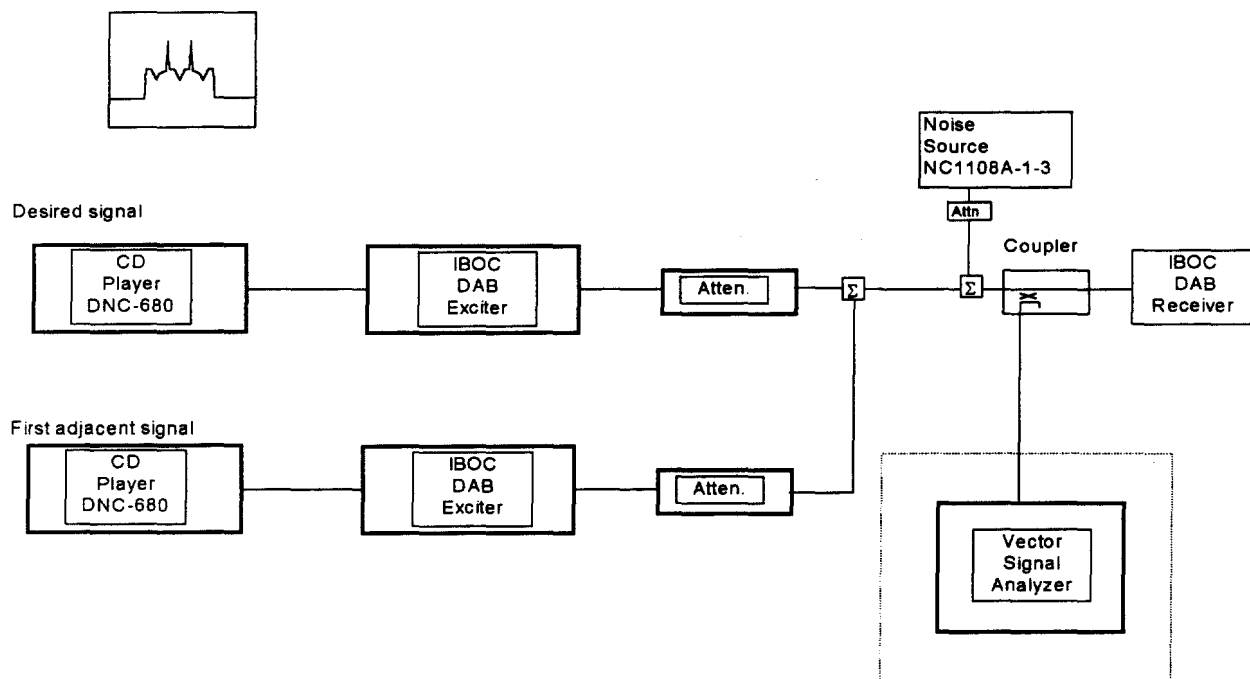 Noise
Source
NC1108A-1-3
Attn
Desired signal
Coupler
CD
Player
DNC-680
IBOC
DAB
Exciter
Atten.
Σ
Σ
IBOC
DAB
Receiver
First adjacent signal
CD
Player
DNC-680
IBOC
DAB
Exciter
Atten.
Vector
Signal
Analyzer